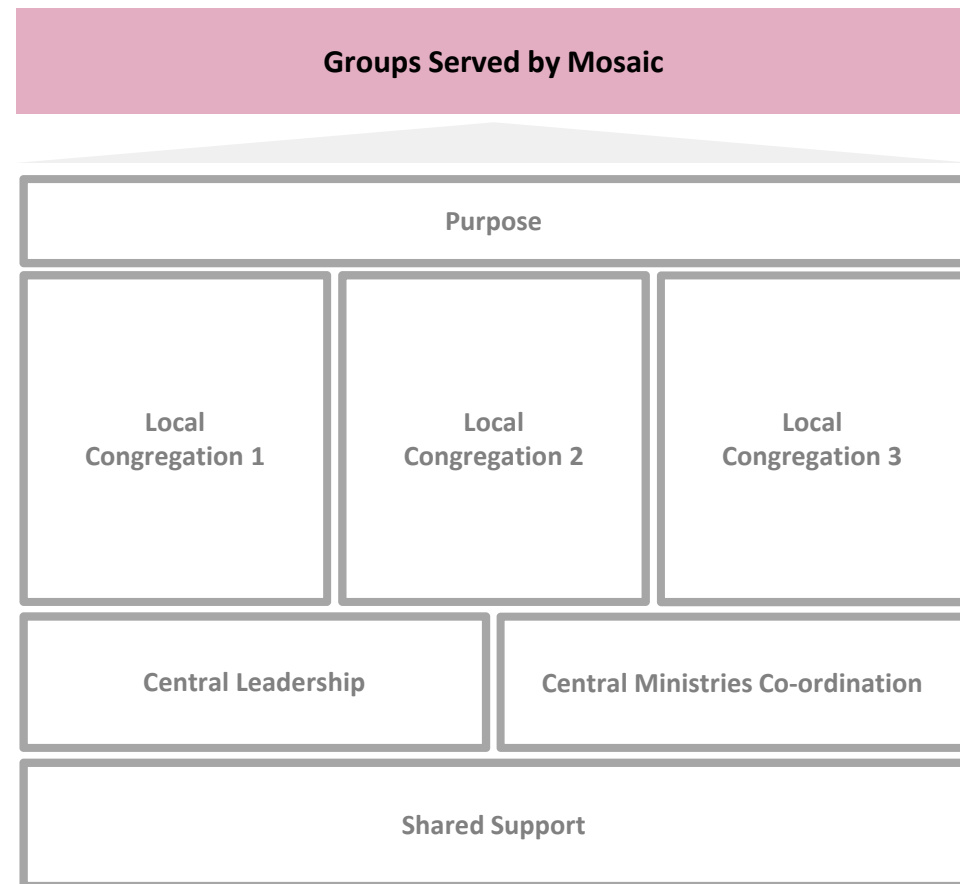 Groups Served by Mosaic
Purpose
Local
Congregation 1
Local
Congregation 2
Local
Congregation 3
Central Leadership
Central Ministries Co-ordination
Shared Support